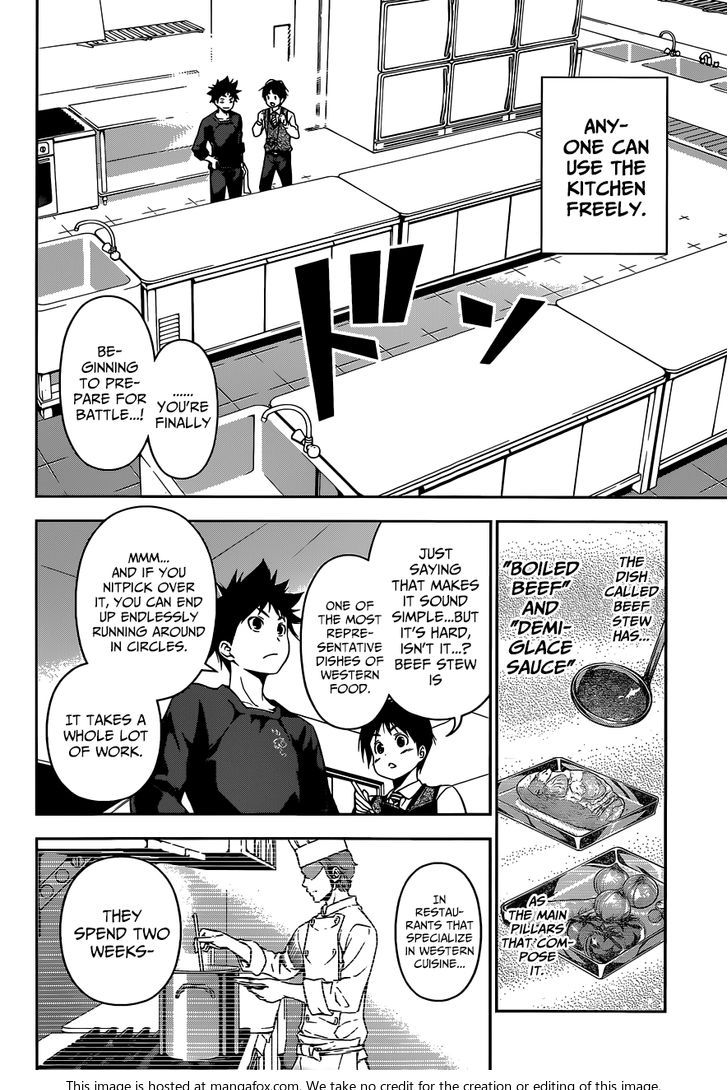 ANY-
ONE CAN
USE THE
KITCHEN
FREELY.
ドン
......
YOU'RE
FINALLY
BE-
GINNING
TO PRE-
PARE FOR
BATTLE...!
THE
DISH
CALLED
BEEF
STEW
HAS...
"BOILED
BEEF"
AND
"DEMI-
GLACE
SAUCE"
AS
THE MAIN
PILLARS
THAT COM-
POSE
IT.
JUST
SAYING
THAT MAKES
IT SOUND
SIMPLE...BUT
IT'S HARD,
ISN'T IT...?
BEEF STEW
IS
ONE OF
THE MOST
REPRE-
SENTATIVE
DISHES OF
WESTERN
FOOD.
MMM...
AND IF YOU
NITPICK OVER
IT, YOU CAN END
UP ENDLESSLY
RUNNING AROUND
IN CIRCLES.
IT TAKES A
WHOLE LOT
OF WORK.
IN
RESTAU-
RANTS THAT
SPECIALIZE
IN WESTERN
CUISINE...
THEY
SPEND TWO
WEEKS-
This image is hosted at mangafox.com. We take no credit for the creation or editing of this image.